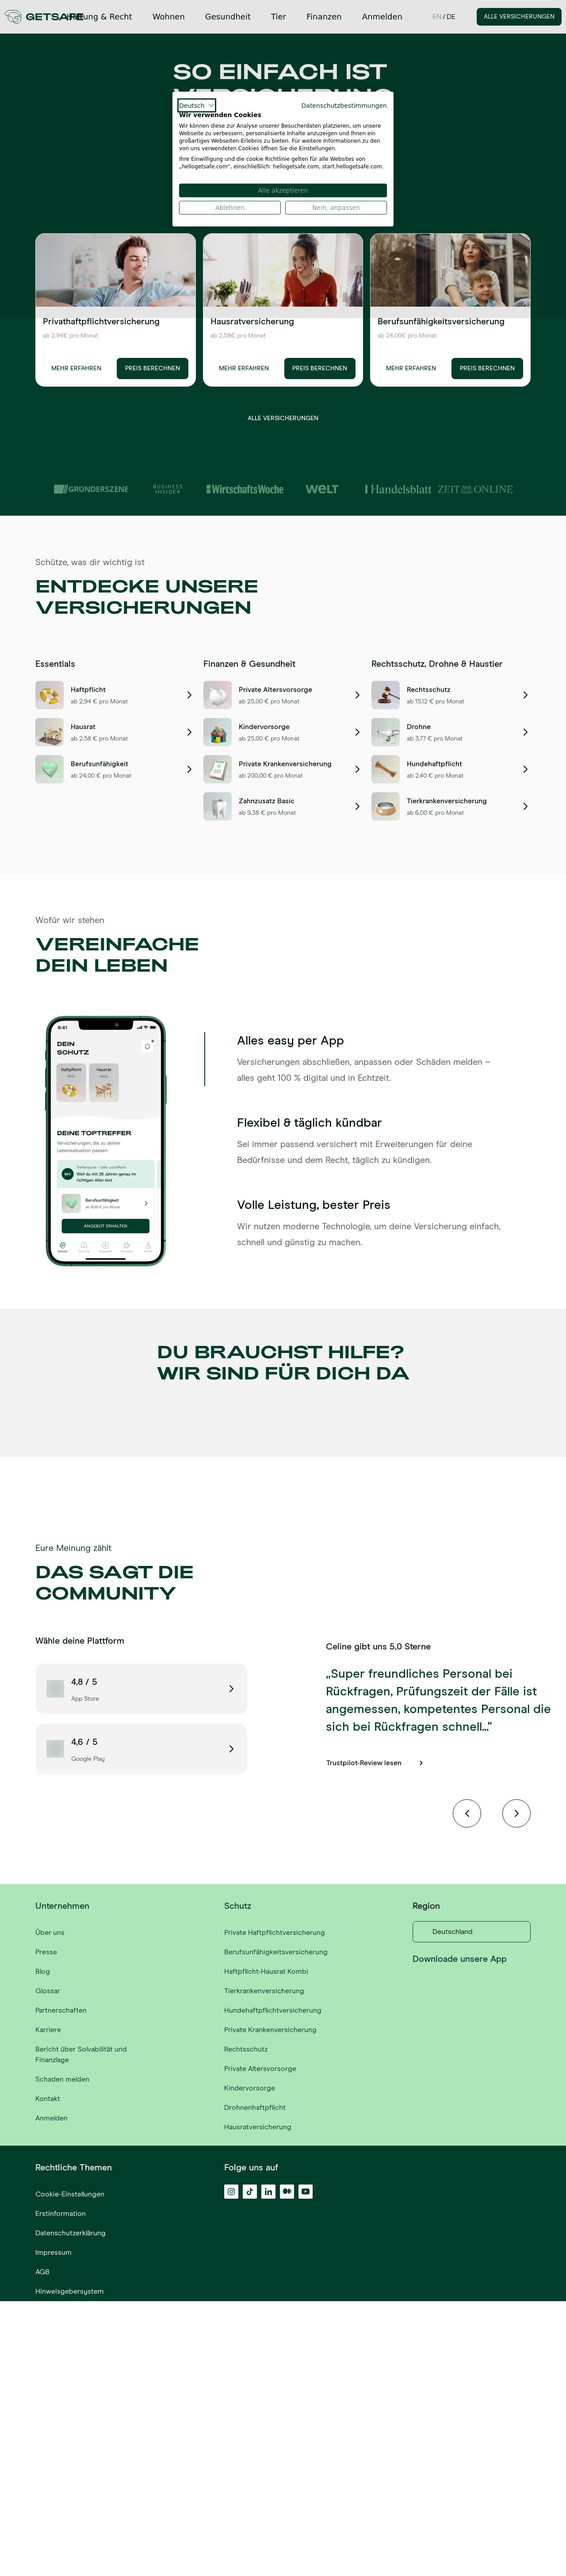 GETSAFE
Haftung & Recht
Wohnen
Gesundheit
Tier
Finanzen
Anmelden
EN / DE
ALLE VERSICHERUNGEN
SO EINFACH IST
Deutsch
Datenschutzbestimmungen
Wir verwenden Cookies
Wir können diese zur Analyse unserer Besucherdaten platzieren, um unsere
Webseite zu verbessern, personalisierte Inhalte anzuzeigen und Ihnen ein
großartiges Webseiten-Erlebnis zu bieten. Für weitere Informationen zu den
von uns verwendeten Cookies öffnen Sie die Einstellungen.
Ihre Einwilligung und die cookie Richtlinie gelten für alle Websites von
„hellogetsafe.com“, einschließlich: hellogetsafe.com, start.hellogetsafe.com.
Alle akzeptieren
Ablehnen
Nein, anpassen
Privathaftpflichtversicherung
ab 2,94€ pro Monat
MEHR ERFAHREN
PREIS BERECHNEN
Hausratversicherung
ab 2,58€ pro Monat
MEHR ERFAHREN
PREIS BERECHNEN
Berufsunfähigkeitsversicherung
ab 24,00€ pro Monat
MEHR ERFAHREN
PREIS BERECHNEN
ALLE VERSICHERUNGEN
GRÜNDERSZENE
BUSINESS
INSIDER
WirtschaftsWoche
WELT
Handelsblatt
ZEIT ONLINE
Schütze, was dir wichtig ist
ENTDECKE UNSERE
VERSICHERUNGEN
Essentials
Haftpflicht
ab 2,94 € pro Monat
Hausrat
ab 2,58 € pro Monat
Berufsunfähigkeit
ab 24,00 € pro Monat
Finanzen & Gesundheit
Private Altersvorsorge
ab 25,00 € pro Monat
Kindervorsorge
ab 25,00 € pro Monat
Private Krankenversicherung
ab 200,00 € pro Monat
Zahnzusatz Basic
ab 9,38 € pro Monat
Rechtsschutz, Drohne & Haustier
Rechtsschutz
ab 15,12 € pro Monat
Drohne
ab 3,77 € pro Monat
Hundehaftpflicht
ab 2,40 € pro Monat
Tierkrankenversicherung
ab 6,00 € pro Monat
Wofür wir stehen
VEREINFACHE
DEIN LEBEN
9:41
DEIN
SCHUTZ
Haftpflicht
Hausrat
DEINE TOPTREFFER
Versicherungen, die zu deiner
Lebenssituation passen.
Weil du mit 28 Jahren genau im
richtigen Alter bist
Berufsunfähigkeit
ANGEBOT ERHALTEN
Alles easy per App
Versicherungen abschließen, anpassen oder Schäden melden –
alles geht 100 % digital und in Echtzeit.
Flexibel & täglich kündbar
Sei immer passend versichert mit Erweiterungen für deine
Bedürfnisse und dem Recht, täglich zu kündigen.
Volle Leistung, bester Preis
Wir nutzen moderne Technologie, um deine Versicherung einfach,
schnell und günstig zu machen.
DU BRAUCHST HILFE?
WIR SIND FÜR DICH DA
Eure Meinung zählt
DAS SAGT DIE
COMMUNITY
Wähle deine Plattform
4,8 / 5
App Store
4,6 / 5
Google Play
Celine gibt uns 5,0 Sterne
„Super freundliches Personal bei
Rückfragen, Prüfungszeit der Fälle ist
angemessen, kompetentes Personal die
sich bei Rückfragen schnell...”
Trustpilot-Review lesen
Unternehmen
Über uns
Presse
Blog
Glossar
Partnerschaften
Karriere
Bericht über Solvabilität und
Finanzlage
Schaden melden
Kontakt
Anmelden
Schutz
Private Haftpflichtversicherung
Berufsunfähigkeitsversicherung
Haftpflicht-Hausrat Kombi
Tierkrankenversicherung
Hundehaftpflichtversicherung
Private Krankenversicherung
Rechtsschutz
Private Altersvorsorge
Kindervorsorge
Drohnenhaftpflicht
Hausratversicherung
Region
Deutschland
Downloade unsere App
Rechtliche Themen
Cookie-Einstellungen
Erstinformation
Datenschutzerklärung
Impressum
AGB
Hinweisgebersystem
Folge uns auf